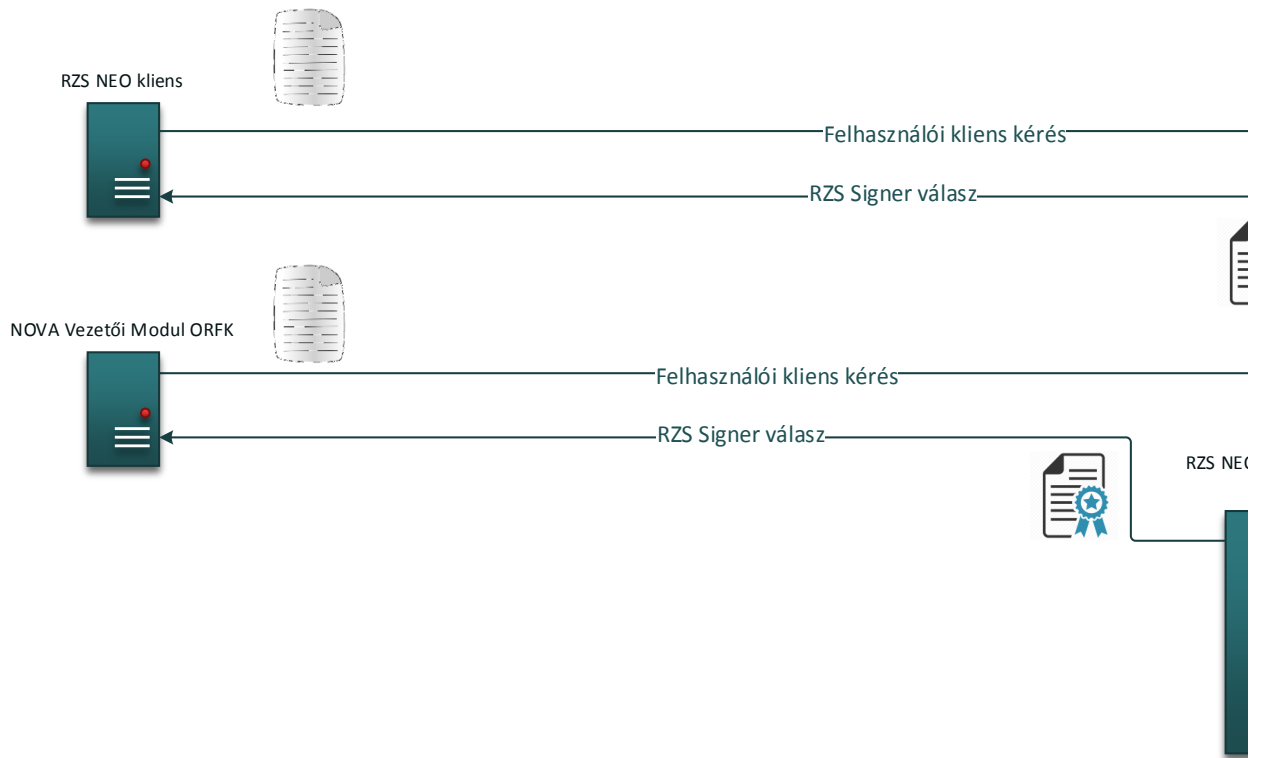 RZS NEO kliens
Felhasználói kliens kérés
RZS Signer válasz
NOVA Vezetői Modul ORFK
Felhasználói kliens kérés
RZS Signer válasz
RZS